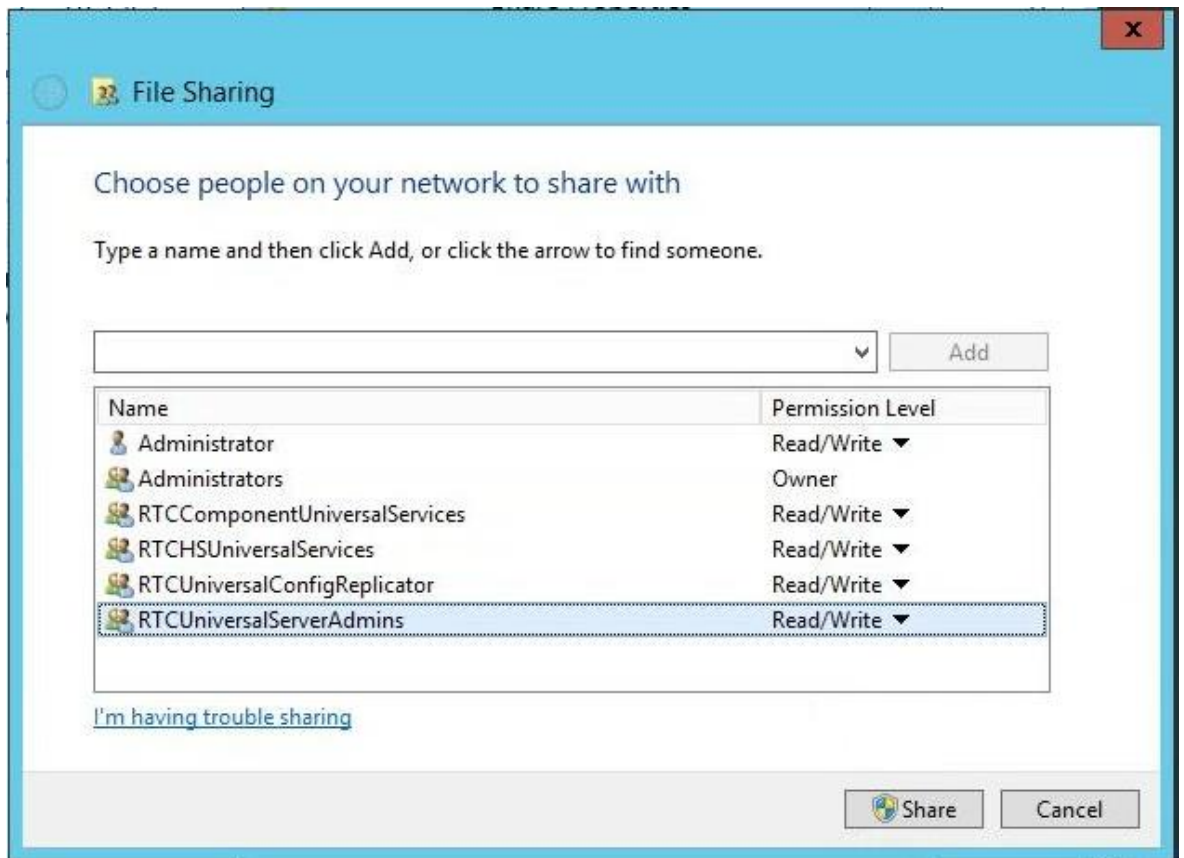 x
File Sharing
Choose people on your network to share with
Type a name and then click Add, or click the arrow to find someone.
Add
Name Permission Level
Administrator Read/Write
Administrators Owner
RTCComponentUniversalServices Read/Write
RTCHSUniversalServices Read/Write
RTCUniversalConfigReplicator Read/Write
RTCUniversalServerAdmins Read/Write
I'm having trouble sharing
Share Cancel